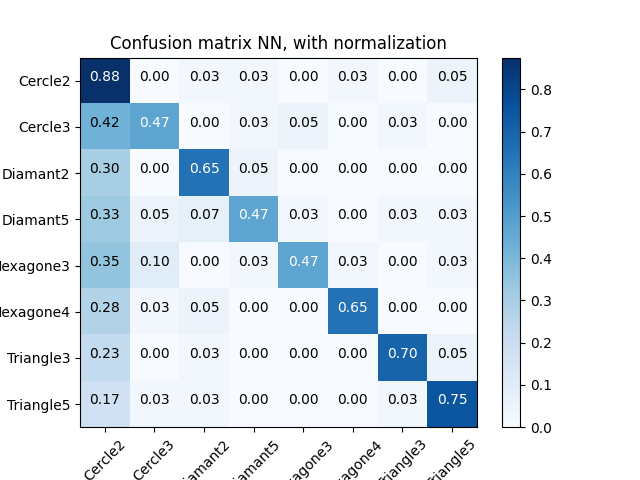 Confusion matrix NN, with normalization
Cercle2 0.88 0.00 0.03 0.03 0.00 0.03 0.00 0.05
Cercle3 0.42 0.47 0.00 0.03 0.05 0.00 0.03 0.00
Diamant2 0.30 0.00 0.65 0.05 0.00 0.00 0.00 0.00
Diamant5 0.33 0.05 0.07 0.47 0.03 0.00 0.03 0.03
exagone3 0.35 0.10 0.00 0.03 0.47 0.03 0.00 0.03
exagone4 0.28 0.03 0.05 0.00 0.00 0.65 0.00 0.00
Triangle3 0.23 0.00 0.03 0.00 0.00 0.00 0.70 0.05
Triangle5 0.17 0.03 0.03 0.00 0.00 0.00 0.03 0.75
Cercle2 Cercle3 amant2 amant5 agone3 agone4 riangle3 riangle5
0.8
0.7
0.6
0.5
0.4
0.3
0.2
0.1
0.0